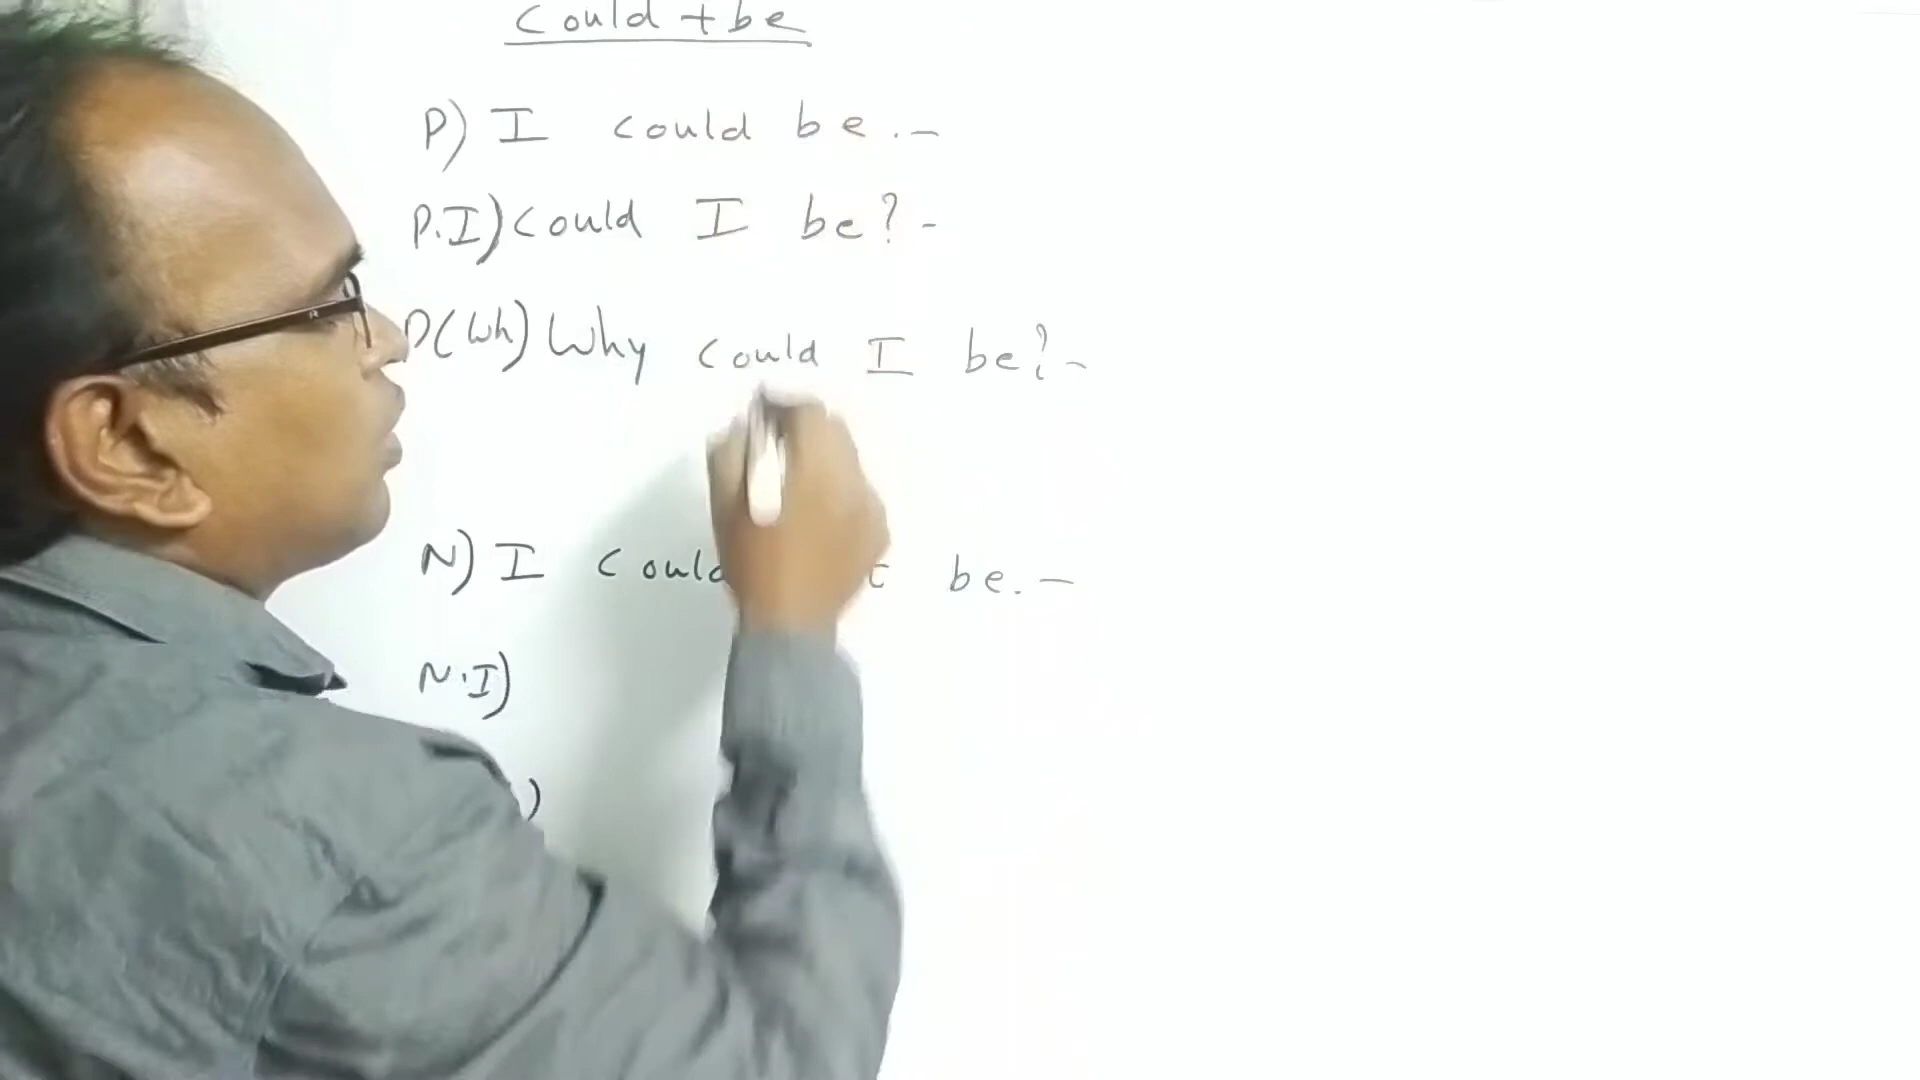 Could + be
P) I could be. -
P.I) Could I be? -
(Wh) Why could I be? -
N) I could be. -
N.I)
)